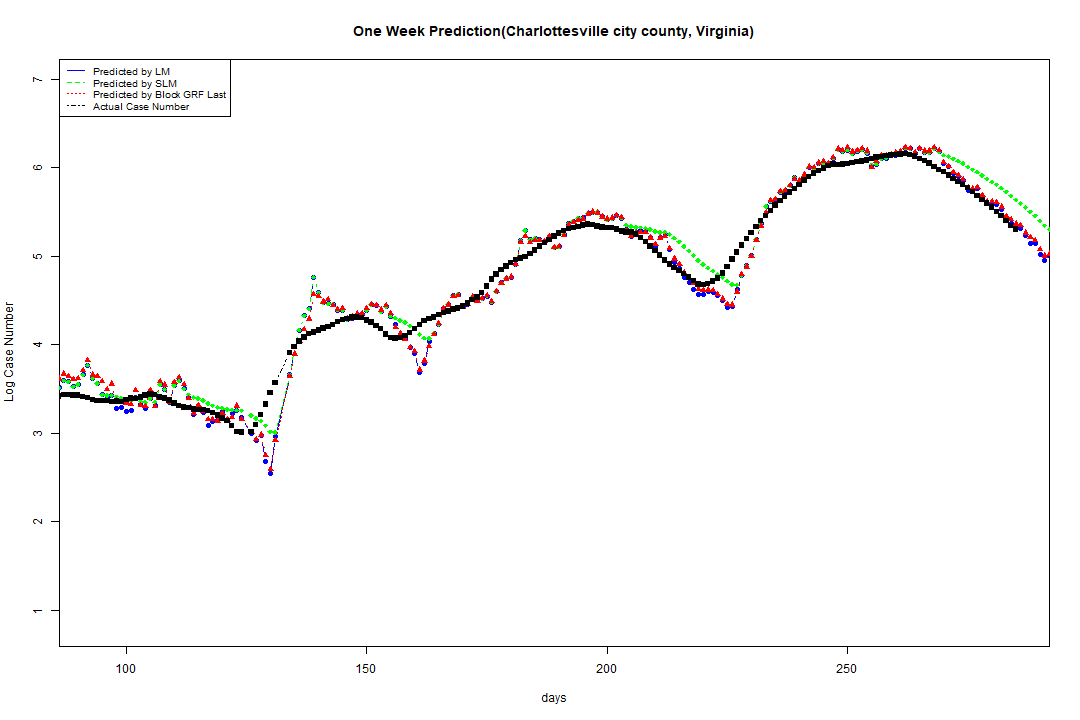 One Week Prediction(Charlottesville city county, Virginia)
Predicted by LM
Predicted by SLM
Predicted by Block GRF Last
Actual Case Number
7
6
5
4
3
2
1
Log Case Number
100 150 200 250
days